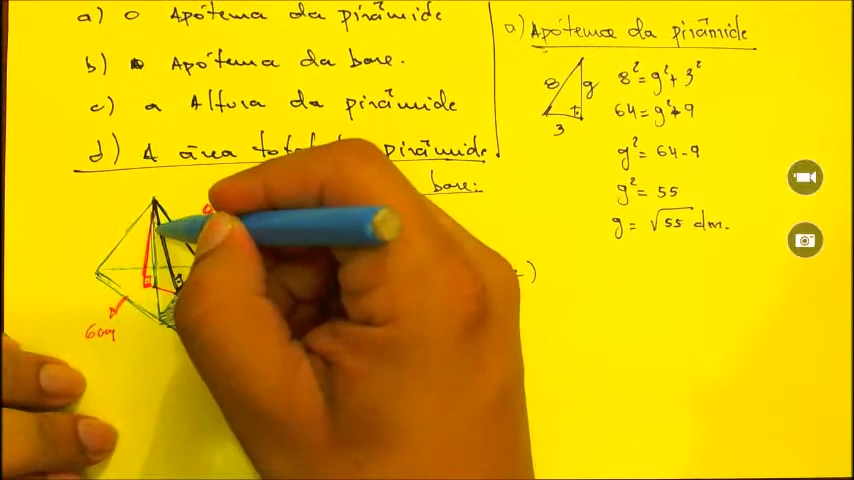 a) o Apótema da pirâmide
b) Apótema da base.
c) a Altura da pirâmide
d) A área total pirâmide
base:
6cm
a) Apótema da pirâmide
8 g
3
8² = g² + 3²
64 = g² + 9
g² = 64 - 9
g² = 55
g = √55 dm.